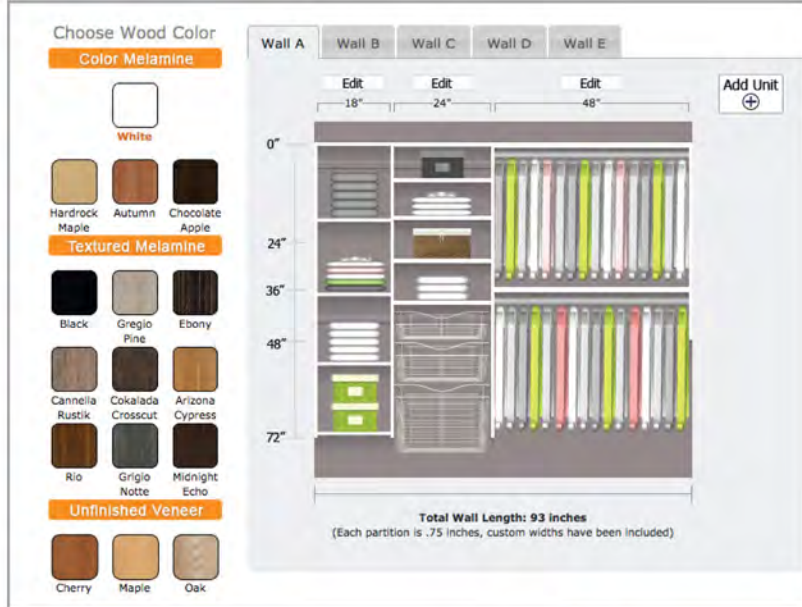 Choose Wood Color
Color Melamine
White
Hardrock Maple
Autumn
Chocolate Apple
Textured Melamine
Black
Gregio Pine
Ebony
Cannella Rustik
Cokalada Crosscut
Arizona Cypress
Rio
Grigio Notte
Midnight Echo
Unfinished Veneer
Cherry
Maple
Oak
Wall A
Wall B
Wall C
Wall D
Wall E
Edit
Edit
Edit
18"
24"
48"
Add Unit
0"
24"
36"
48"
72"
Total Wall Length: 93 inches
(Each partition is .75 inches, custom widths have been included)